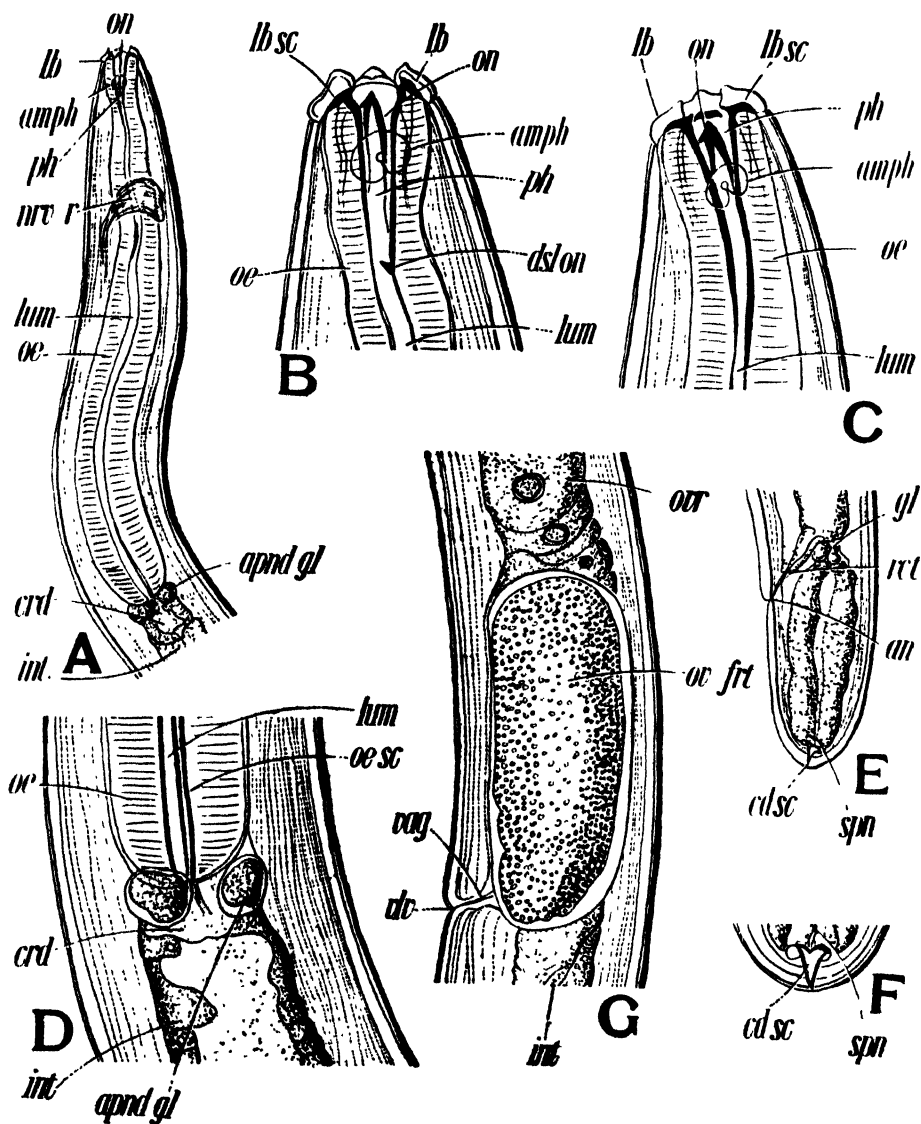 on
lb
amph
ph
nrv r
lum
oe
apnd gl
crd
int.
A
lb sc
lb
on
amph
ph
oe
dsl on
lum
B
lb
on
lb sc
ph
amph
oe
lum
C
lum
oe sc
oe
crd
D
int
apnd gl
ovr
ov frt
vag
vlv
G
int
gl
rct
an
E
cd sc
spn
F
cd sc
spn